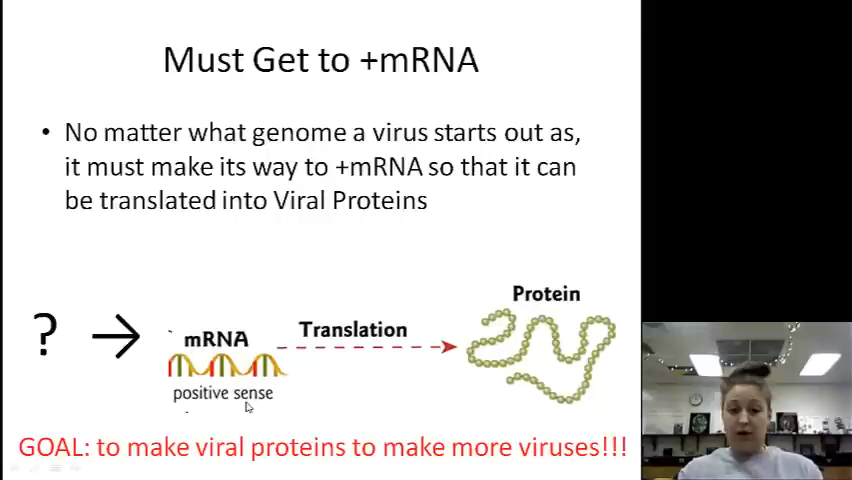 Must Get to +mRNA
• No matter what genome a virus starts out as,
it must make its way to +mRNA so that it can
be translated into Viral Proteins
Protein
? → mRNA Translation
positive sense
GOAL: to make viral proteins to make more viruses!!!